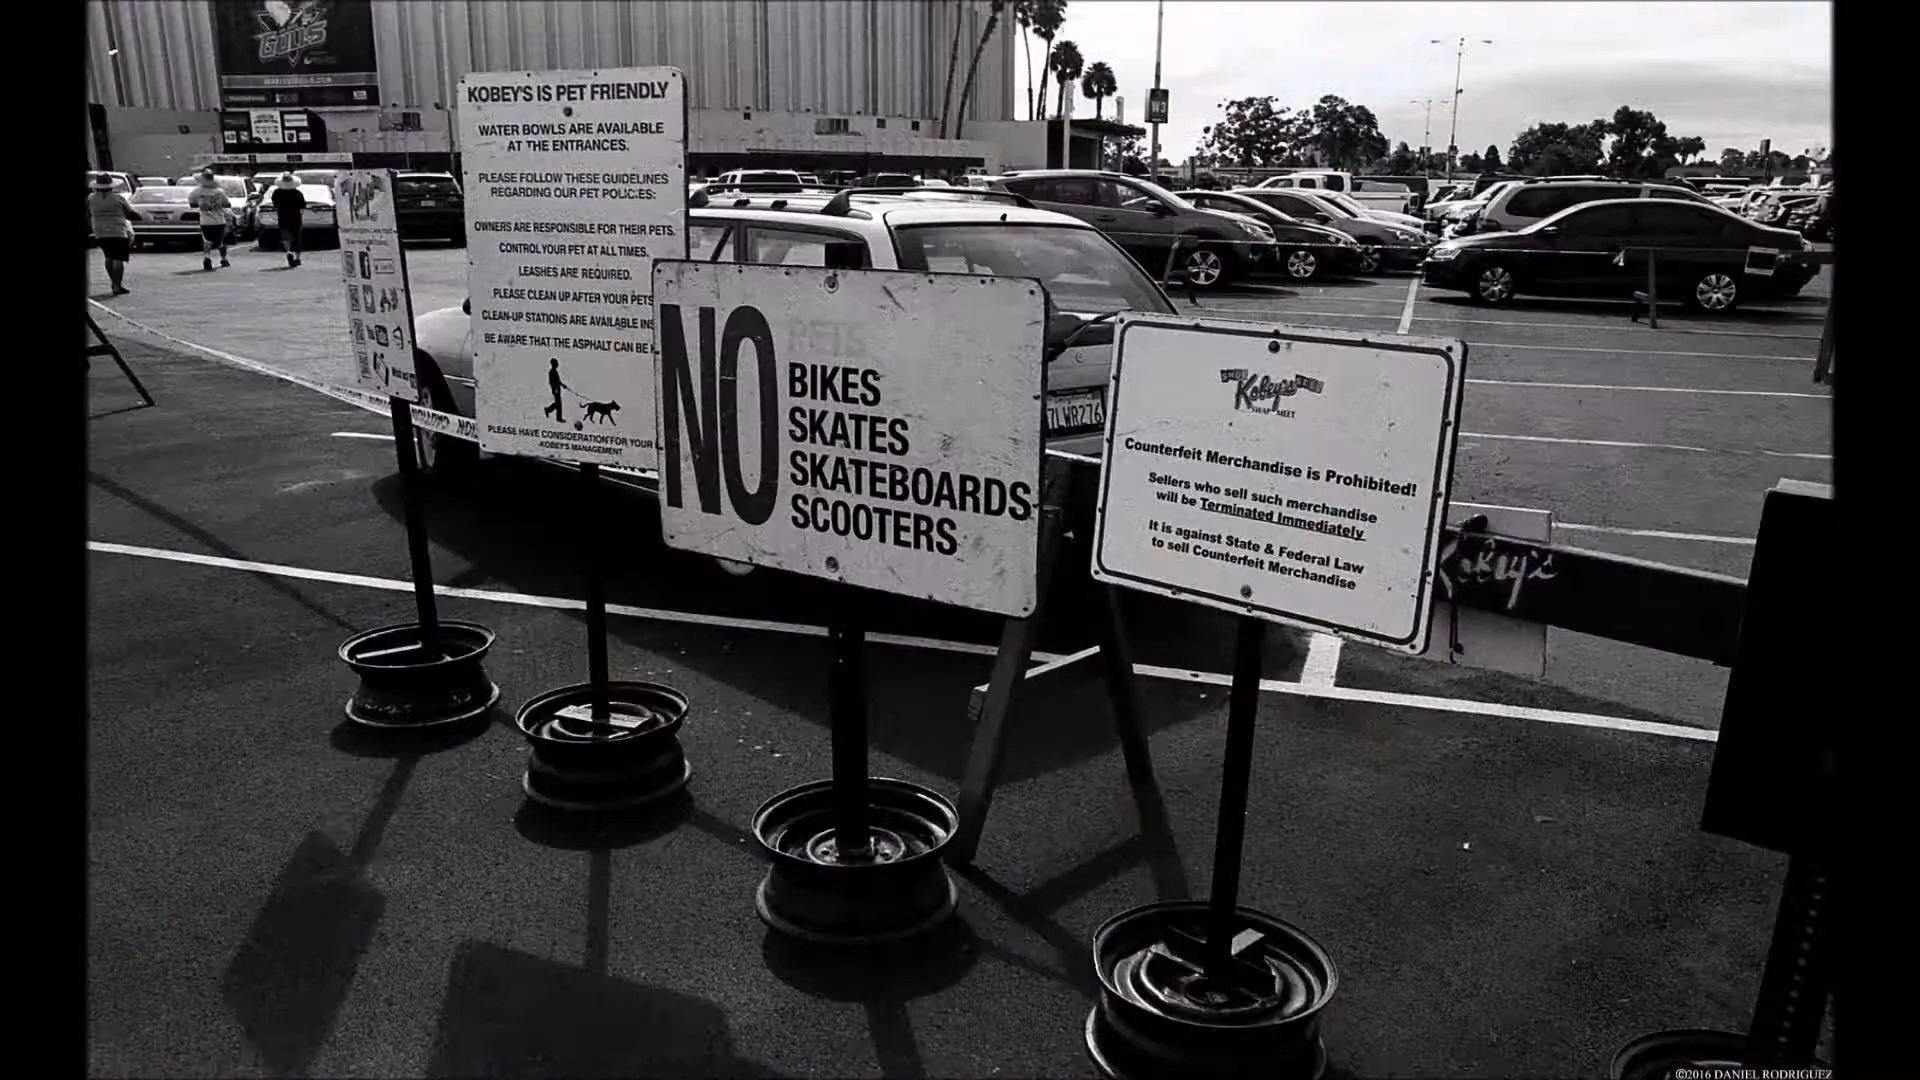 GULLS
W3
KOBEY'S IS PET FRIENDLY
WATER BOWLS ARE AVAILABLE
AT THE ENTRANCES.
PLEASE FOLLOW THESE GUIDELINES
REGARDING OUR PET POLICIES:
OWNERS ARE RESPONSIBLE FOR THEIR PETS.
CONTROL YOUR PET AT ALL TIMES.
LEASHES ARE REQUIRED.
PLEASE CLEAN UP AFTER YOUR PETS
CLEAN-UP STATIONS ARE AVAILABLE
BE AWARE THAT THE ASPHALT CAN BE
PLEASE HAVE CONSIDERATION FOR YOUR
-KOBEY'S MANAGEMENT
NO
BIKES
SKATES
SKATEBOARDS
SCOOTERS
7LWR276
Kobey's
SWAP MEET
Counterfeit Merchandise is Prohibited!
Sellers who sell such merchandise
will be Terminated Immediately
It is against State & Federal Law
to sell Counterfeit Merchandise
Kobey's
©2016 DANIEL RODRIGUEZ